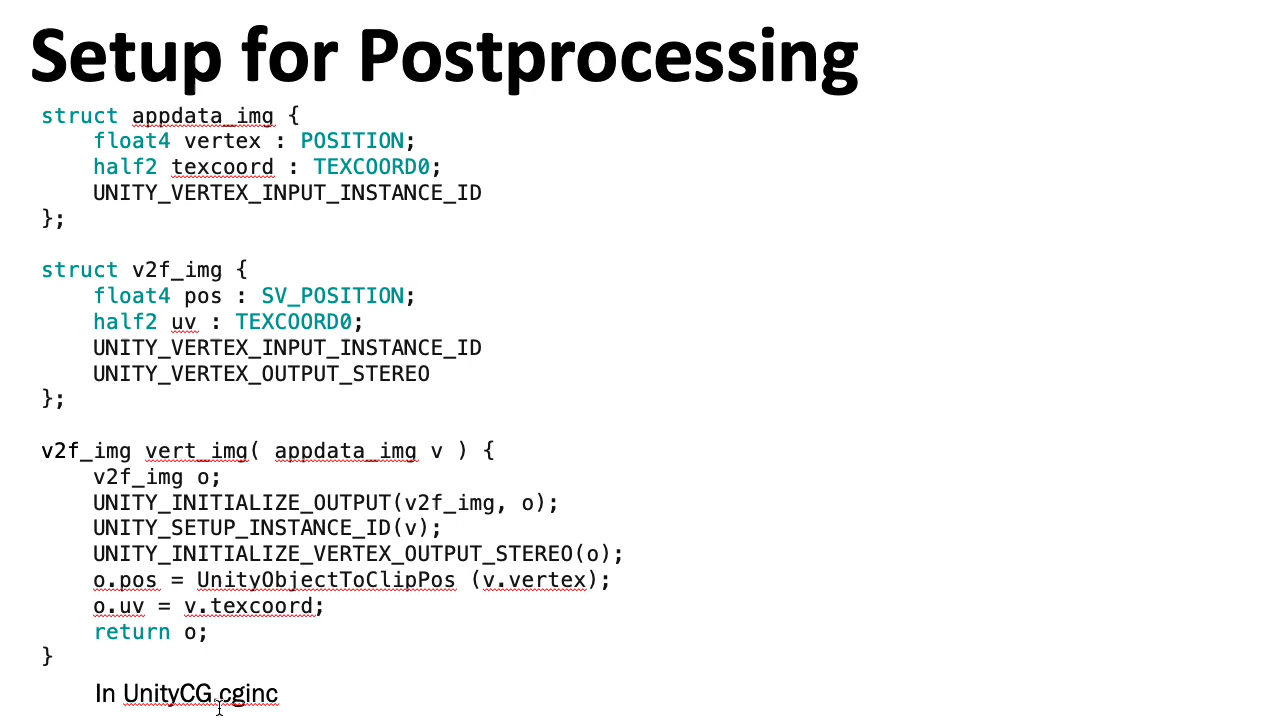 Setup for Postprocessing
struct appdata_img {
    float4 vertex : POSITION;
    half2 texcoord : TEXCOORD0;
    UNITY_VERTEX_INPUT_INSTANCE_ID
};
struct v2f_img {
    float4 pos : SV_POSITION;
    half2 uv : TEXCOORD0;
    UNITY_VERTEX_INPUT_INSTANCE_ID
    UNITY_VERTEX_OUTPUT_STEREO
};
v2f_img vert_img( appdata_img v ) {
    v2f_img o;
    UNITY_INITIALIZE_OUTPUT(v2f_img, o);
    UNITY_SETUP_INSTANCE_ID(v);
    UNITY_INITIALIZE_VERTEX_OUTPUT_STEREO(o);
    o.pos = UnityObjectToClipPos (v.vertex);
    o.uv = v.texcoord;
    return o;
}
In UnityCG.cginc